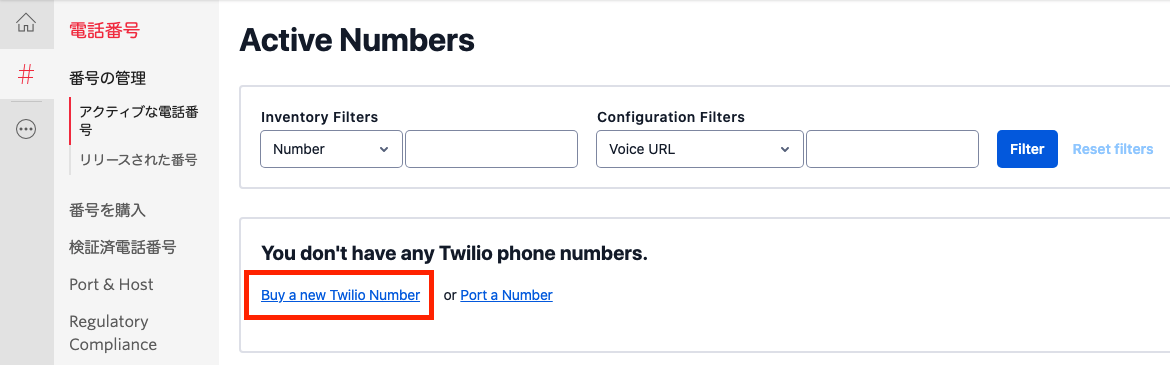 電話番号
番号の管理
アクティブな電話番
号
リリースされた番号
番号を購入
検証済電話番号
Port & Host
Regulatory
Compliance
Active Numbers
Inventory Filters
Configuration Filters
Number
Voice URL
Filter
Reset filters
You don't have any Twilio phone numbers.
Buy a new Twilio Number or Port a Number